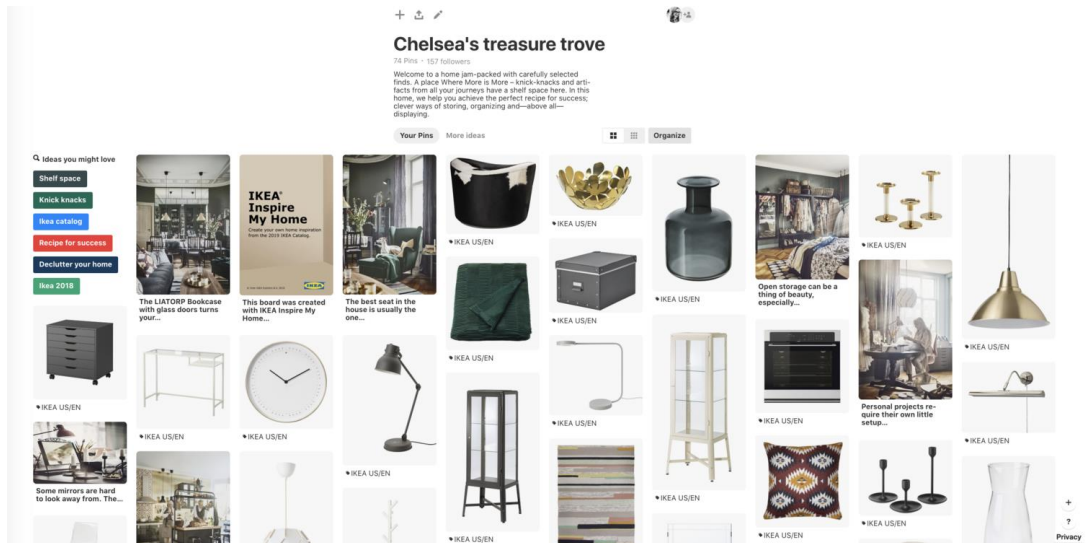 Chelsea's treasure trove
74 Pins · 157 followers
Welcome to a home jam-packed with carefully selected
finds. A place Where More is More – knick-knacks and arti-
facts from all your journeys have a shelf space here. In this
home, we help you achieve the perfect recipe for success;
clever ways of storing, organizing and—above all—
displaying.
Your Pins
More ideas
Organize
Ideas you might love
Shelf space
Knick knacks
Ikea catalog
Recipe for success
Declutter your home
Ikea 2018
IKEA US/EN
Some mirrors are hard
to look away from. The...
The LIATORP Bookcase
with glass doors turns
your...
IKEA US/EN
IKEA®
Inspire
My Home
Create your own home inspiration
from the 2019 IKEA Catalog.
IKEA
This board was created
with IKEA Inspire My
Home...
IKEA US/EN
The best seat in the
house is usually the
one...
IKEA US/EN
IKEA US/EN
IKEA US/EN
IKEA US/EN
IKEA US/EN
IKEA US/EN
IKEA US/EN
IKEA US/EN
IKEA US/EN
Open storage can be a
thing of beauty,
especially...
IKEA US/EN
IKEA US/EN
IKEA US/EN
Personal projects re-
quire their own little
setup...
IKEA US/EN
IKEA US/EN
IKEA US/EN
+
?
Privacy